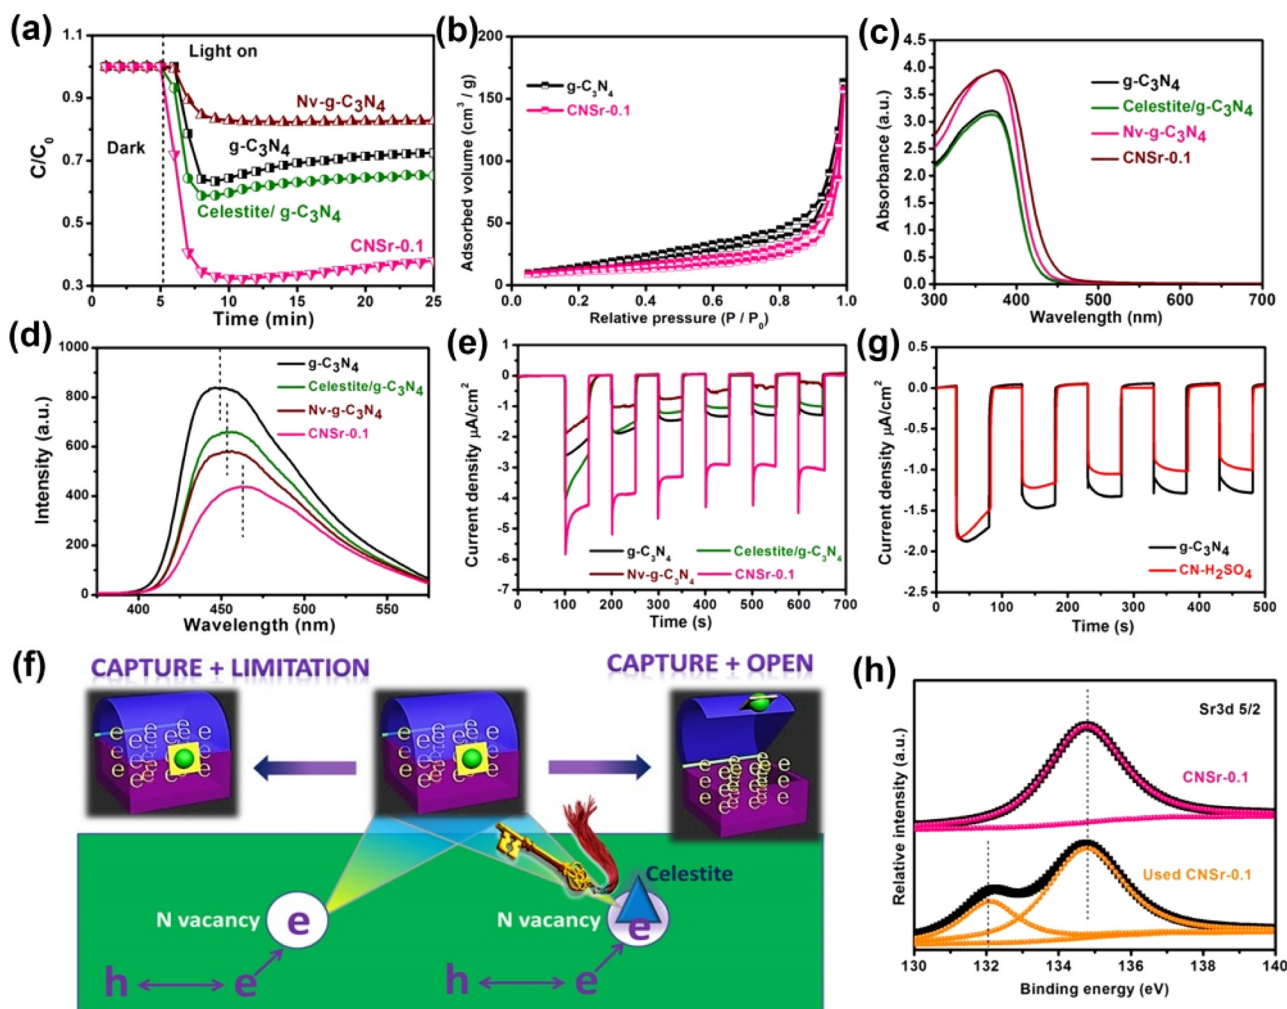 (a)
1.1
0.9
0.7
0.5
0.3
C/C0
Light on
Dark
Nv-g-C3N4
g-C3N4
Celestite/ g-C3N4
CNSr-0.1
0 5 10 15 20 25
Time (min)
(b)
200
150
100
50
0
Adsorbed volume (cm3 / g)
g-C3N4
CNSr-0.1
0.0 0.2 0.4 0.6 0.8 1.0
Relative pressure (P / P0)
(c)
4.5
4.0
3.5
3.0
2.5
2.0
1.5
1.0
0.5
0.0
Absorbance (a.u.)
g-C3N4
Celestite/g-C3N4
Nv-g-C3N4
CNSr-0.1
300 400 500 600 700
Wavelength (nm)
(d)
1000
800
600
400
200
0
Intensity (a.u.)
g-C3N4
Celestite/g-C3N4
Nv-g-C3N4
CNSr-0.1
400 450 500 550
Wavelength (nm)
(e)
0
-1
-2
-3
-4
-5
-6
-7
Current density μA/cm2
g-C3N4 Celestite/g-C3N4
Nv-g-C3N4 CNSr-0.1
0 100 200 300 400 500 600 700
Time (s)
(g)
0.0
-0.5
-1.0
-1.5
-2.0
-2.5
Current density μA/cm2
g-C3N4
CN-H2SO4
0 100 200 300 400 500
Time (s)
(f)
CAPTURE + LIMITATION
CAPTURE + OPEN
Celestite
N vacancy e
N vacancy e
h e
h e
(h)
Sr3d 5/2
CNSr-0.1
Used CNSr-0.1
Relative intensity (a.u.)
130 132 134 136 138 140
Binding energy (eV)